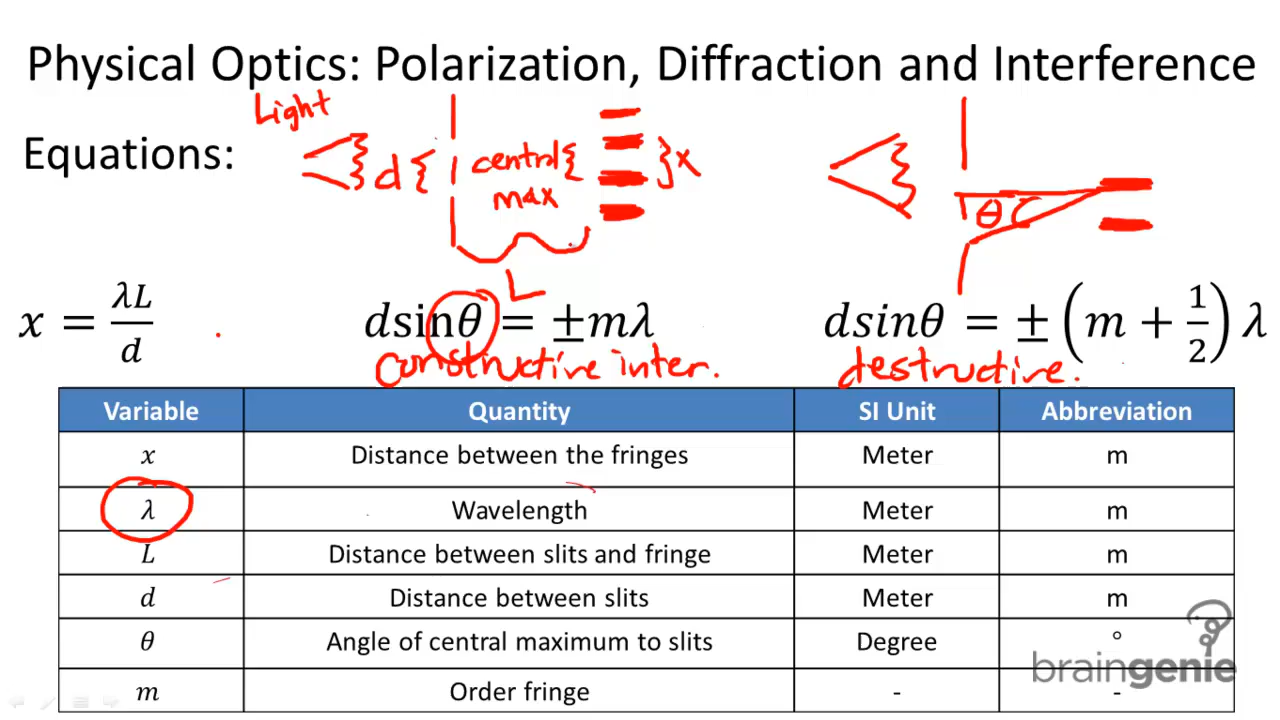 Physical Optics: Polarization, Diffraction and Interference
Light
Equations:
d
central
max
x
θ
L
x = λL/d
dsinθ = ±mλ
dsinθ = ±(m + 1/2) λ
constructive inter.
destructive.
Variable Quantity SI Unit Abbreviation
x Distance between the fringes Meter m
λ Wavelength Meter m
L Distance between slits and fringe Meter m
d Distance between slits Meter m
θ Angle of central maximum to slits Degree °
m Order fringe - -
braingenie